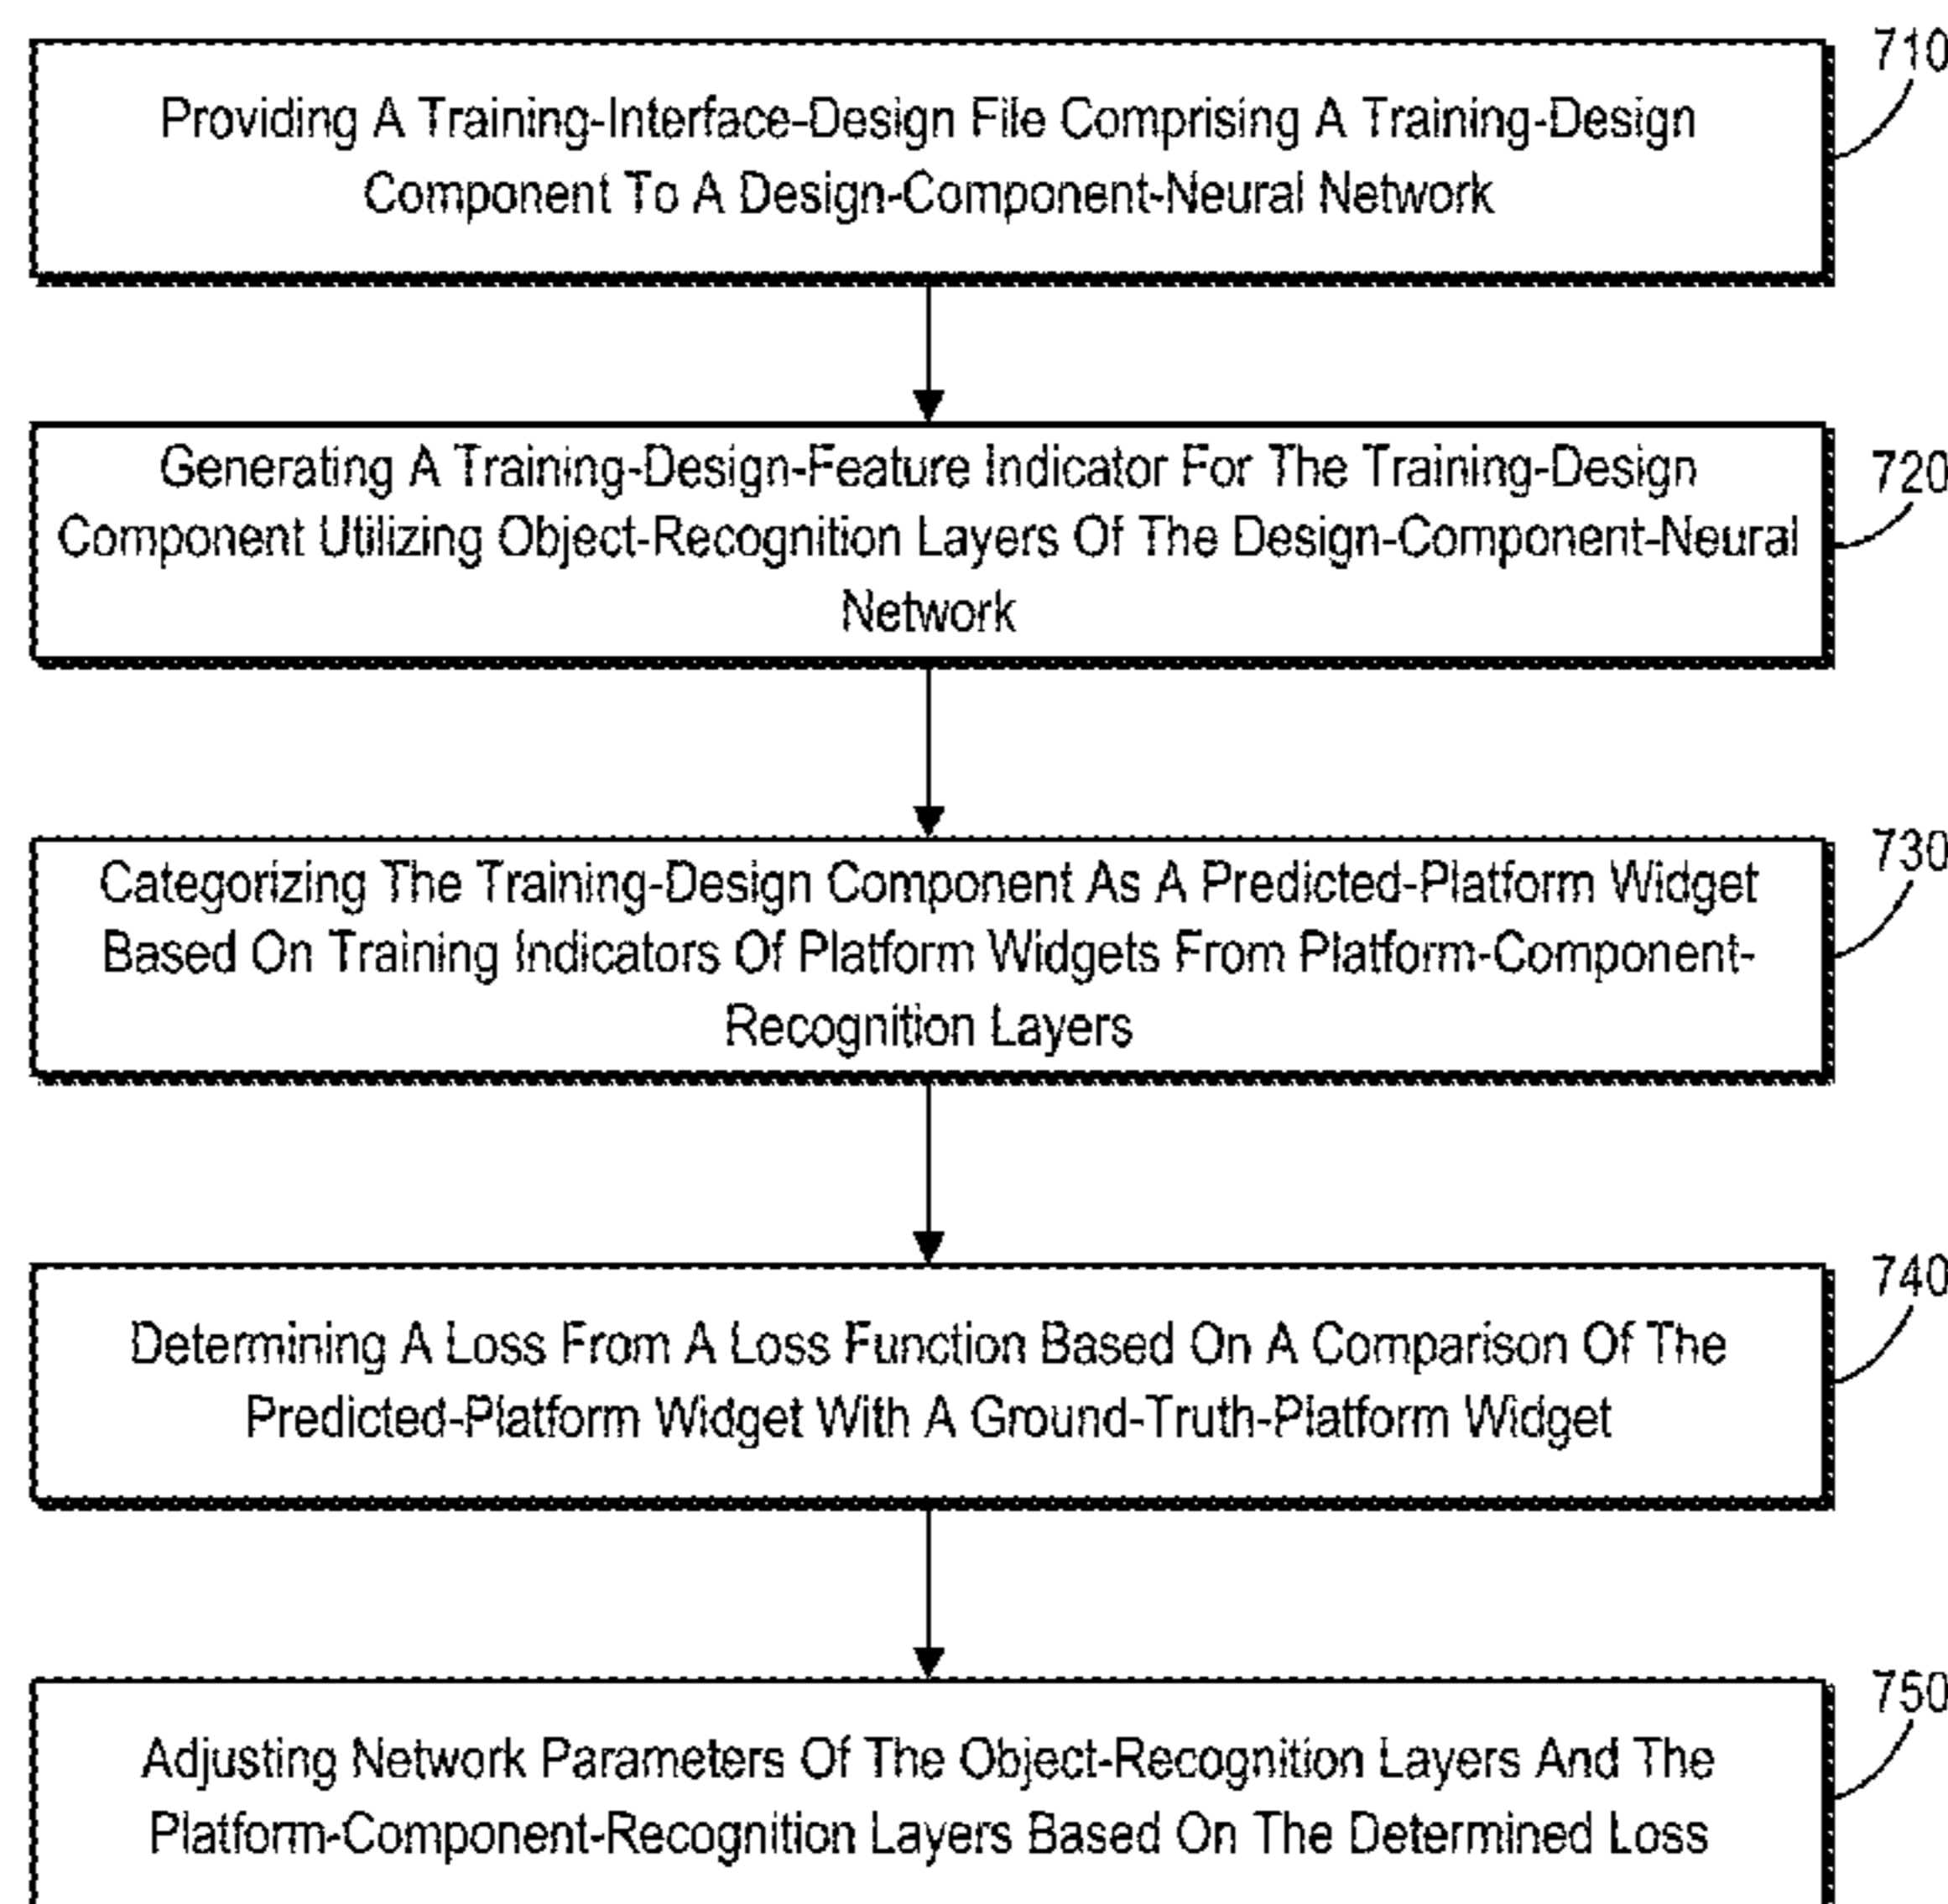 710
Providing A Training-Interface-Design File Comprising A Training-Design
Component To A Design-Component-Neural Network
720
Generating A Training-Design-Feature Indicator For The Training-Design
Component Utilizing Object-Recognition Layers Of The Design-Component-Neural
Network
730
Categorizing The Training-Design Component As A Predicted-Platform Widget
Based On Training Indicators Of Platform Widgets From Platform-Component-
Recognition Layers
740
Determining A Loss From A Loss Function Based On A Comparison Of The
Predicted-Platform Widget With A Ground-Truth-Platform Widget
750
Adjusting Network Parameters Of The Object-Recognition Layers And The
Platform-Component-Recognition Layers Based On The Determined Loss